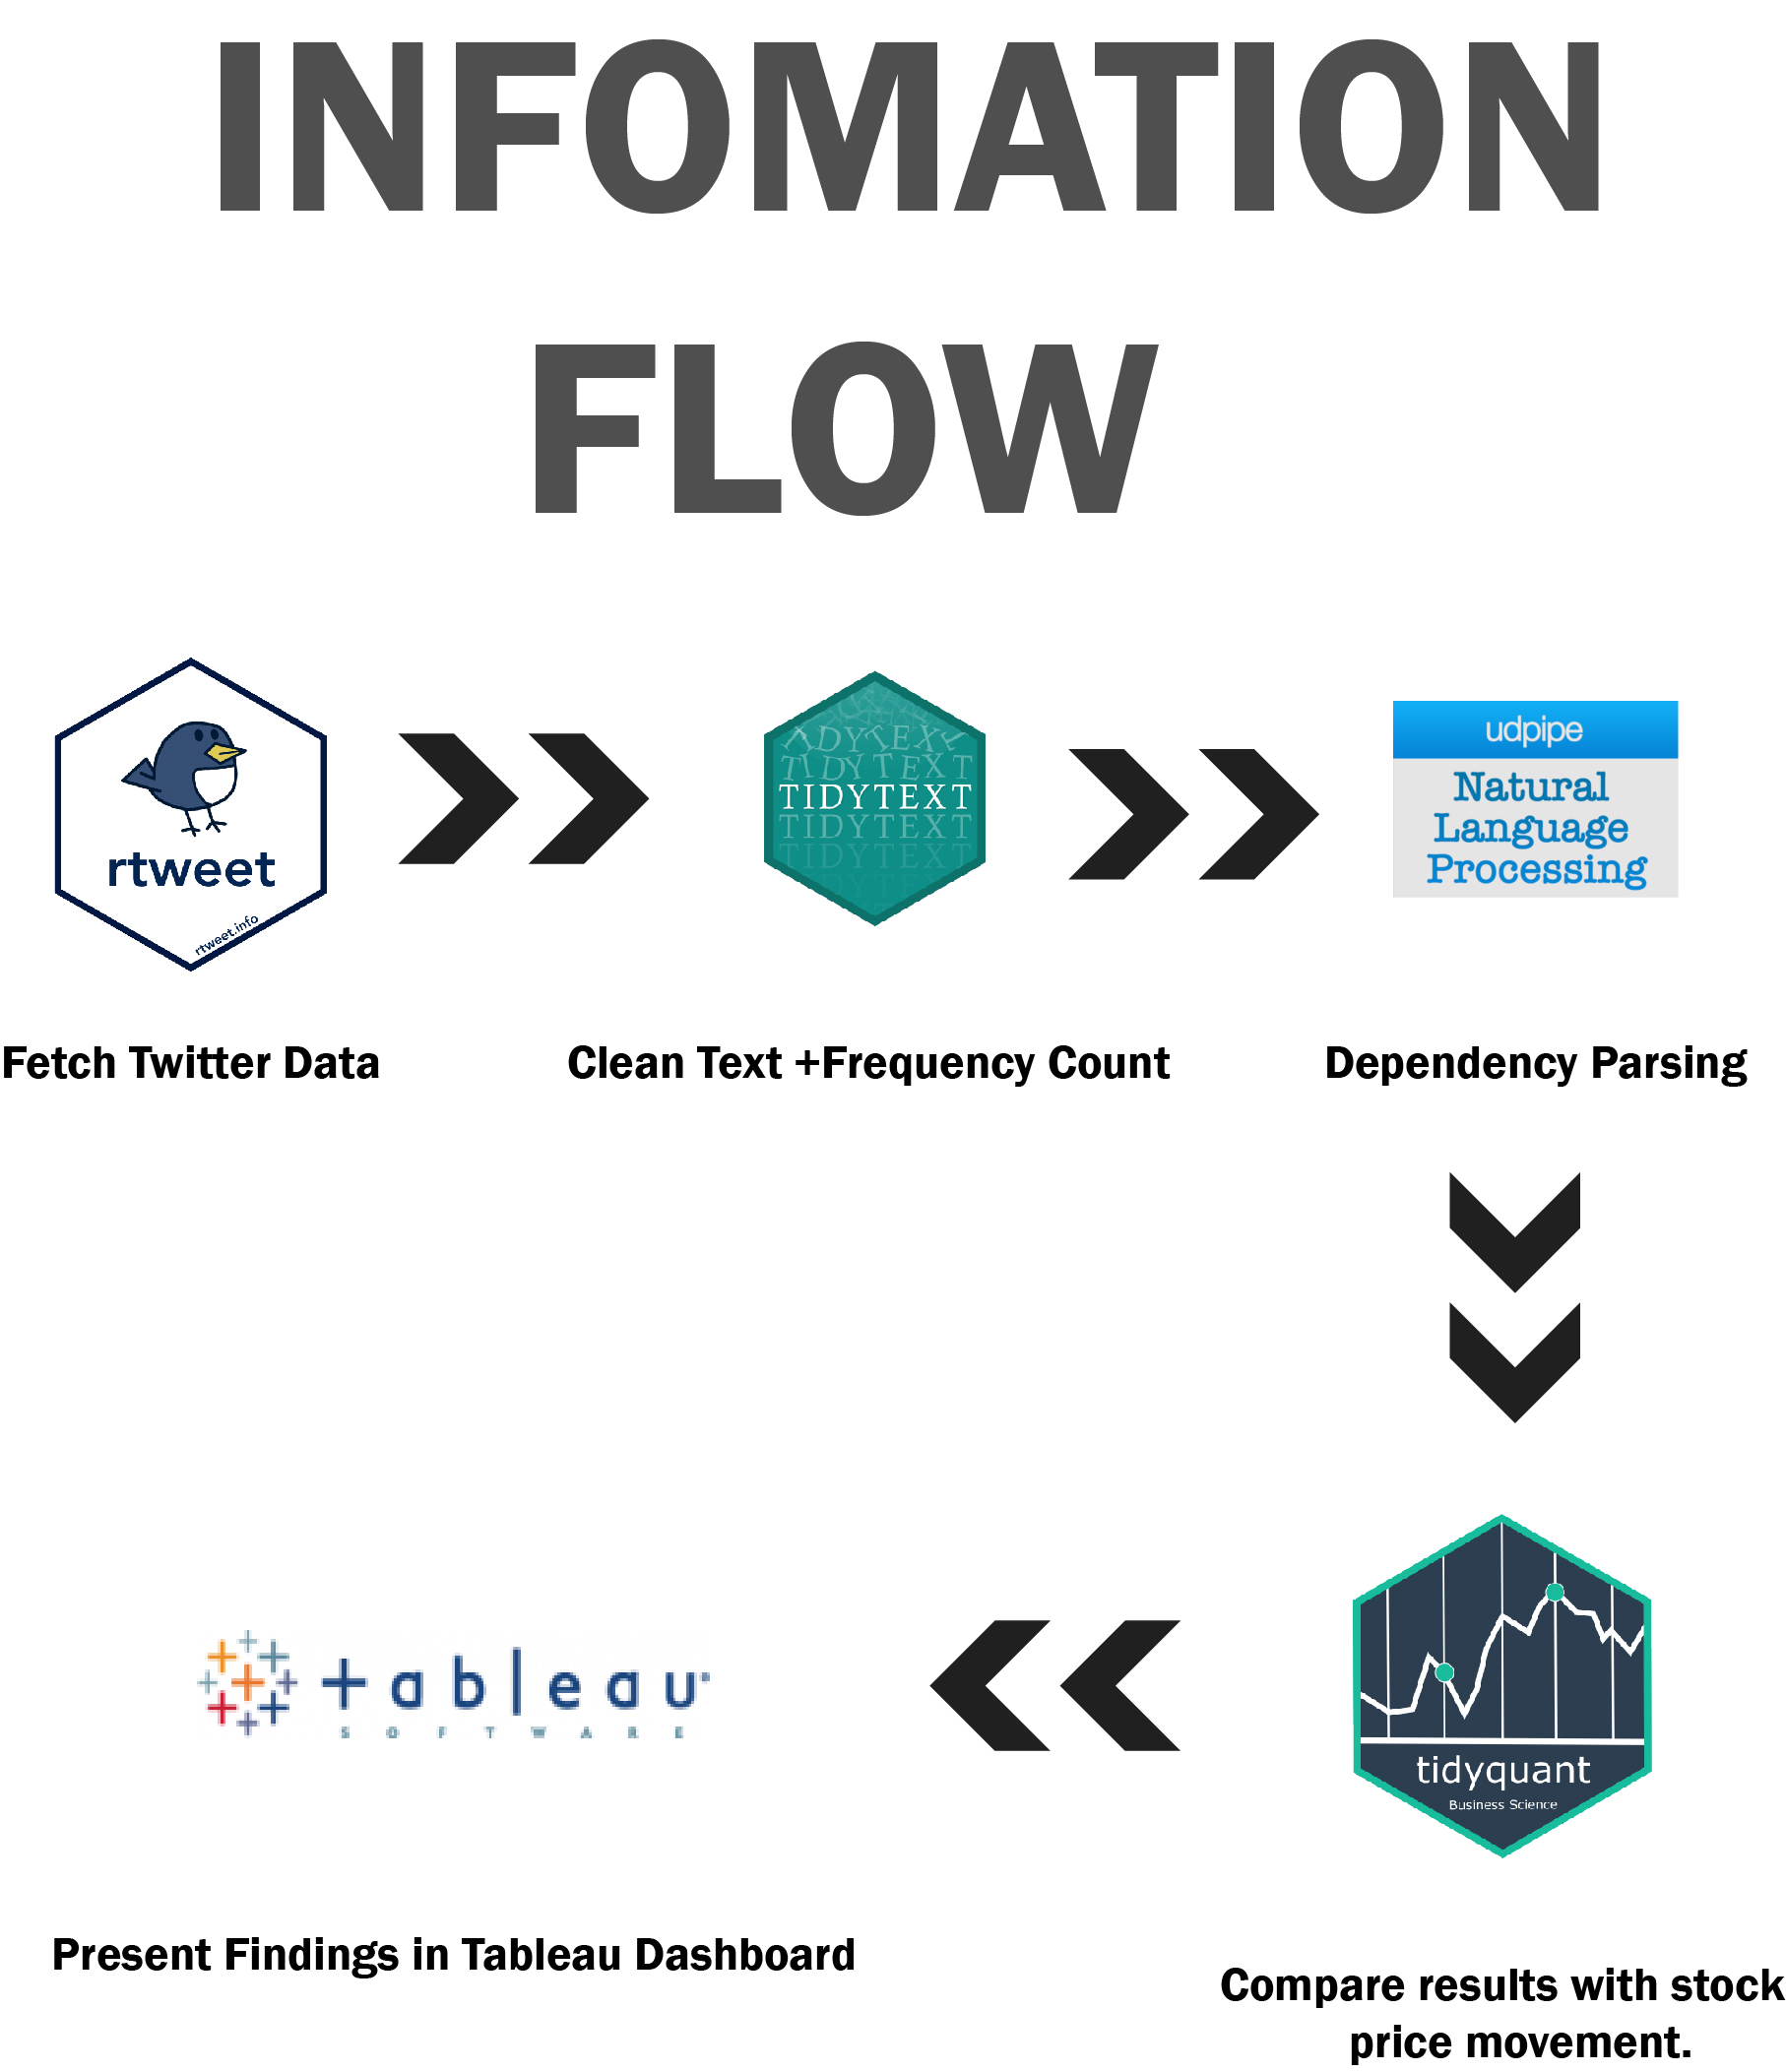 INFOMATION
FLOW
rtweet
rtweet.info
TIDYTEXT
TIDYTEXT
TIDYTEXT
TIDYTEXT
TIDYTEXT
udpipe
Natural
Language
Processing
Fetch Twitter Data
Clean Text +Frequency Count
Dependency Parsing
tableau
SOFTWARE
tidyquant
Business Science
Present Findings in Tableau Dashboard
Compare results with stock
price movement.